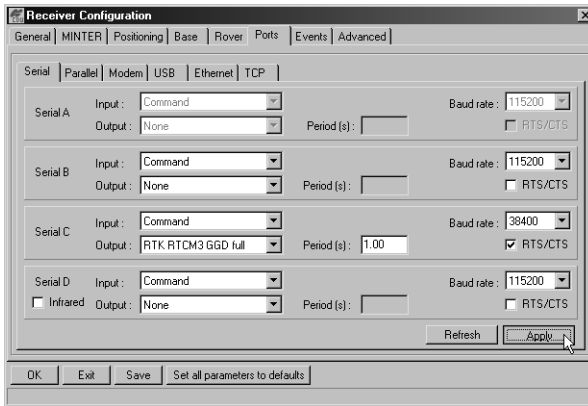 Receiver Configuration
General MINTER Positioning Base Rover Ports Events Advanced
Serial Parallel Modem USB Ethernet TCP
Serial A Input : Command Baud rate : 115200
Output : None Period (s) : RTS/CTS
Serial B Input : Command Baud rate : 115200
Output : None Period (s) : RTS/CTS
Serial C Input : Command Baud rate : 38400
Output : RTK RTCM3 GGD full Period (s) : 1.00 RTS/CTS
Serial D Input : Command Baud rate : 115200
Infrared Output : None Period (s) : RTS/CTS
Refresh Apply
OK Exit Save Set all parameters to defaults